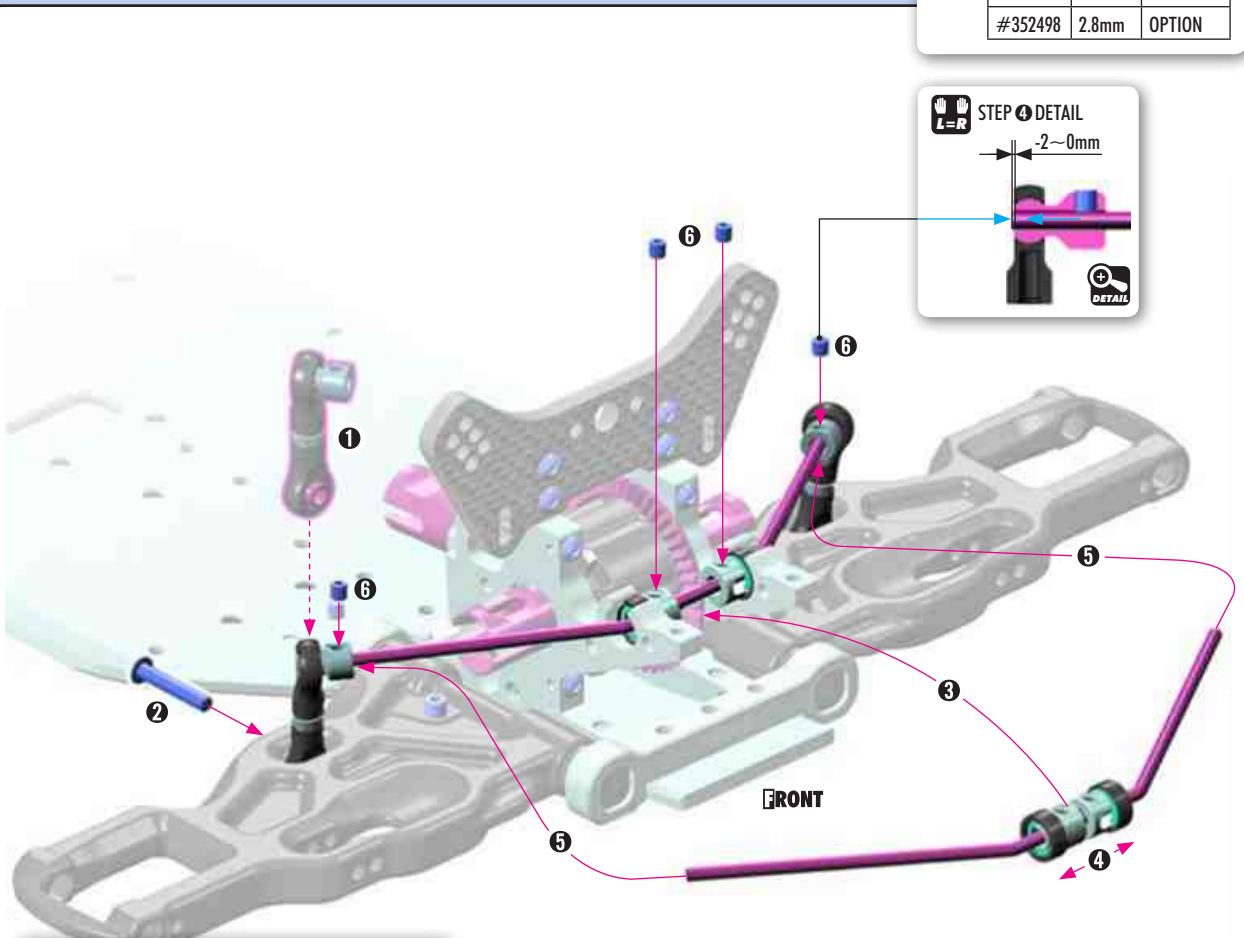 #352498 2.8mm OPTION
L=R STEP ❹ DETAIL
-2~0mm
DETAIL
❻
❻
❶
❺
❻
❸
❷
FRONT
❺
❹